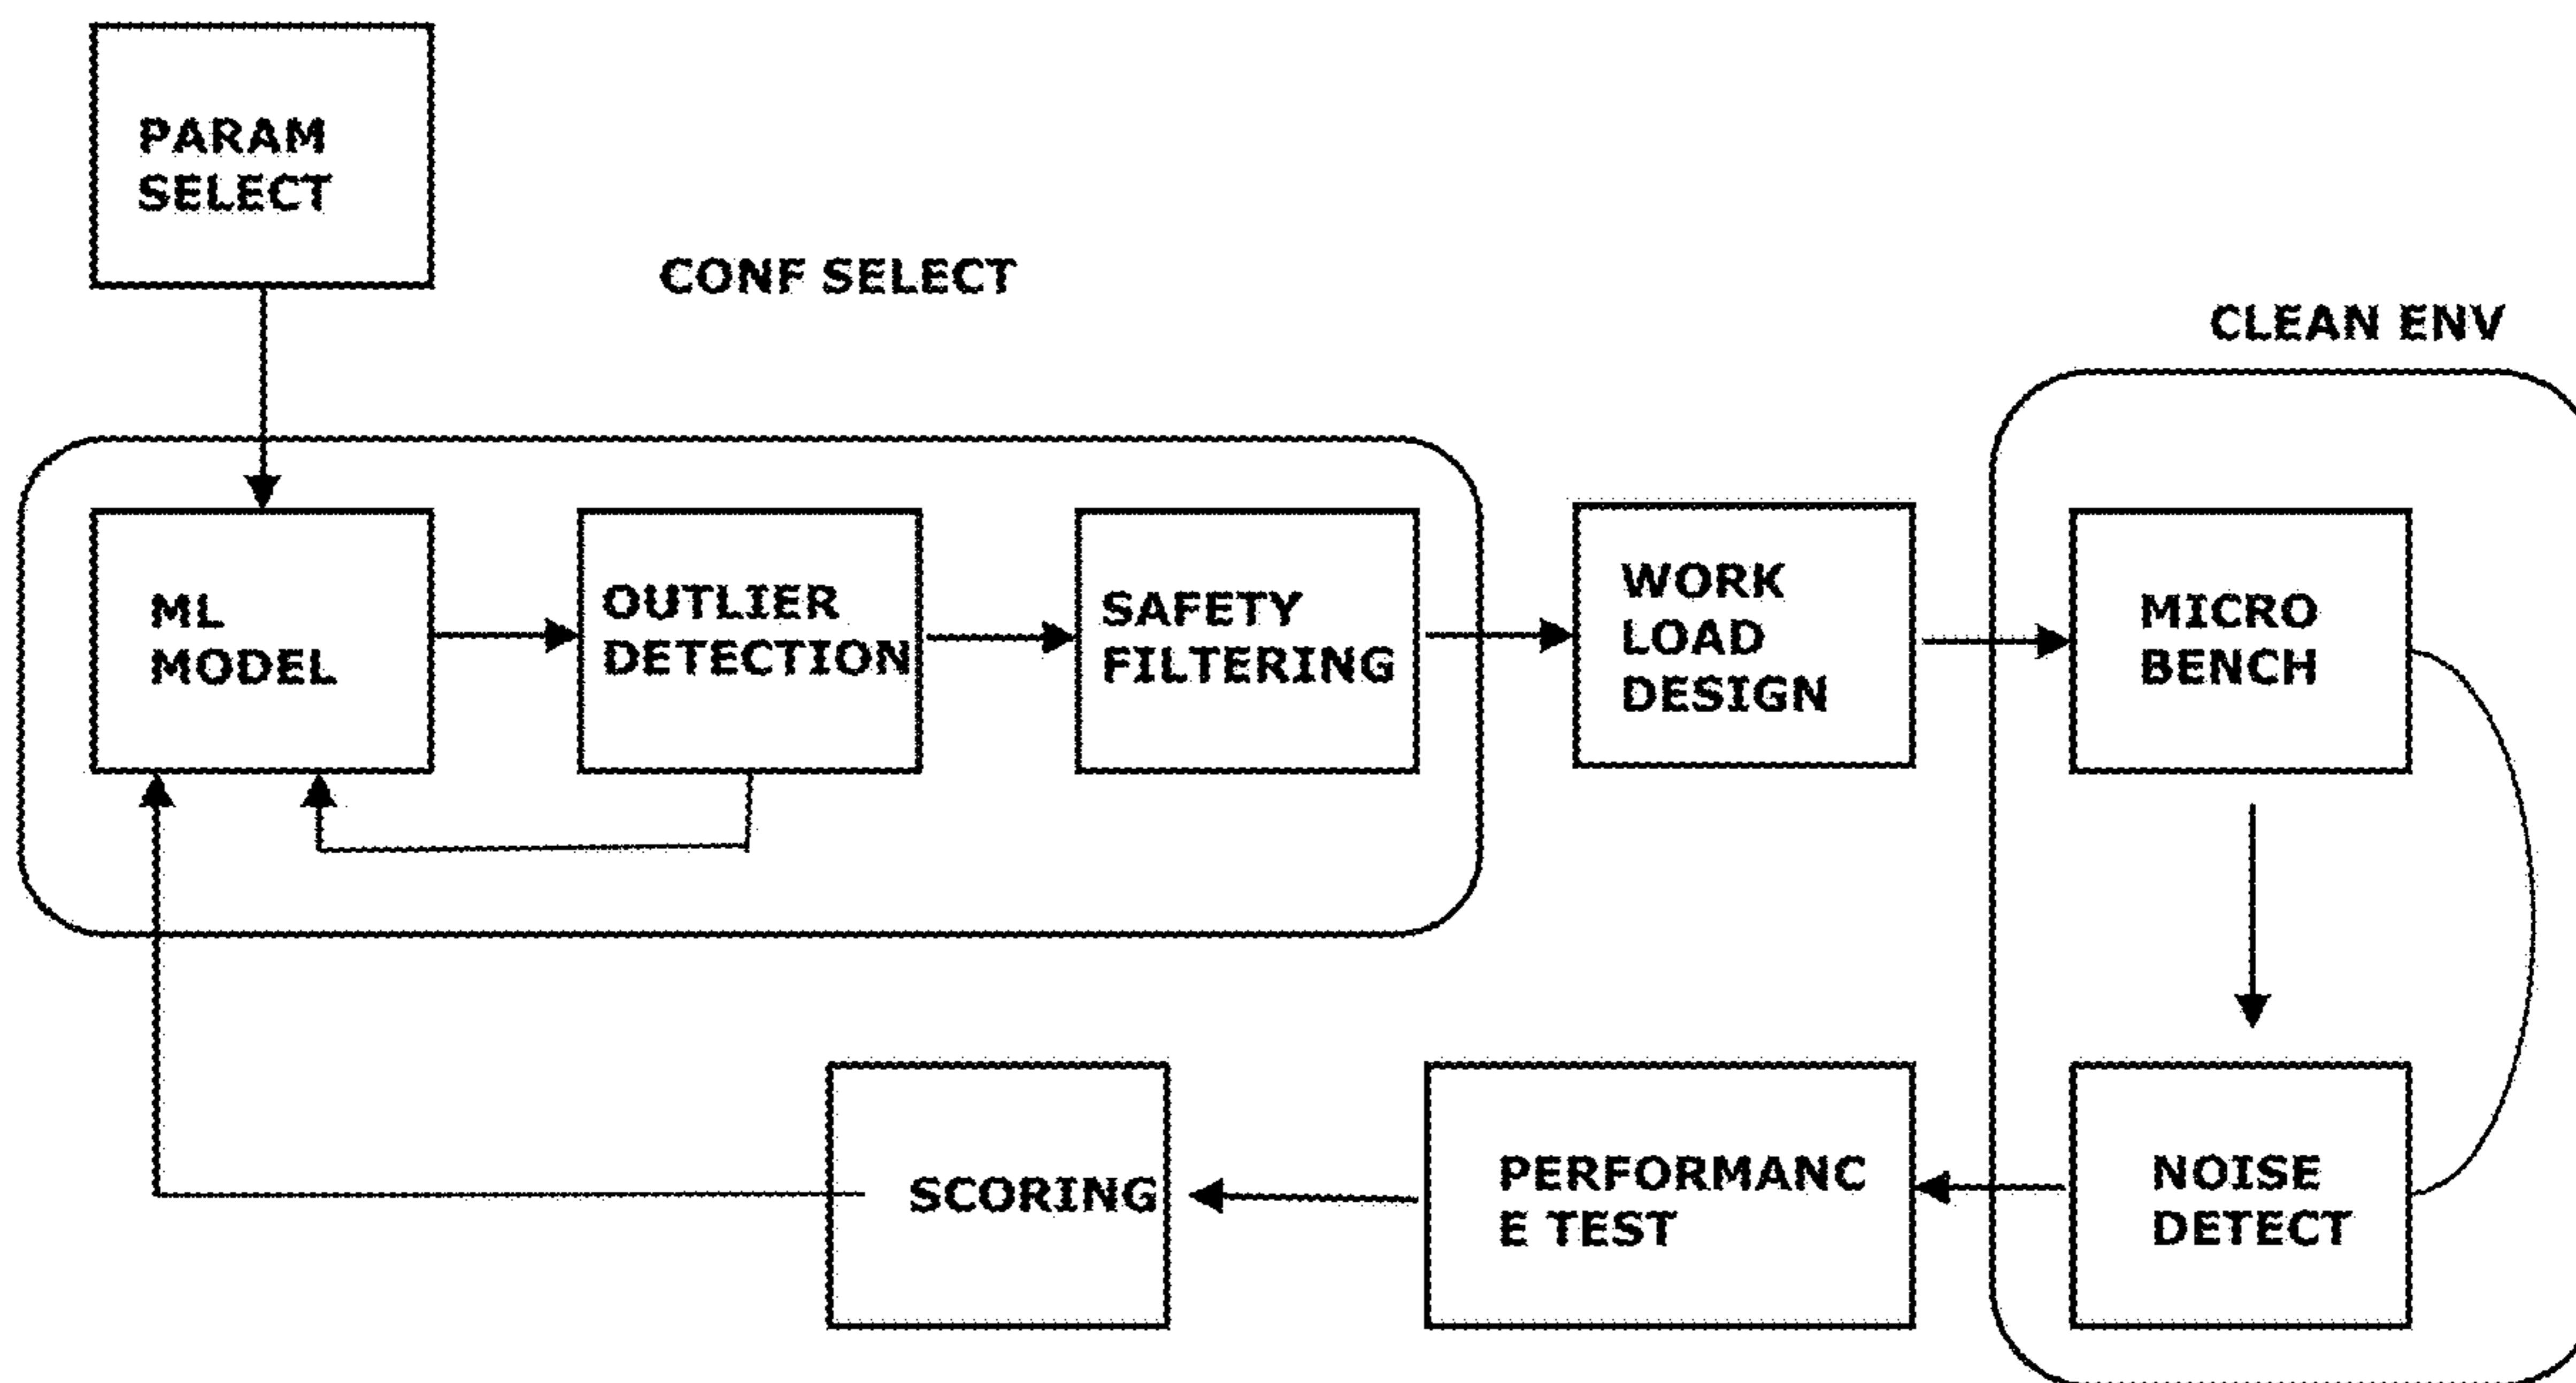 PARAM
SELECT
CONF SELECT
CLEAN ENV
ML
MODEL
OUTLIER
DETECTION
SAFETY
FILTERING
WORK
LOAD
DESIGN
MICRO
BENCH
SCORING
PERFORMANC
E TEST
NOISE
DETECT